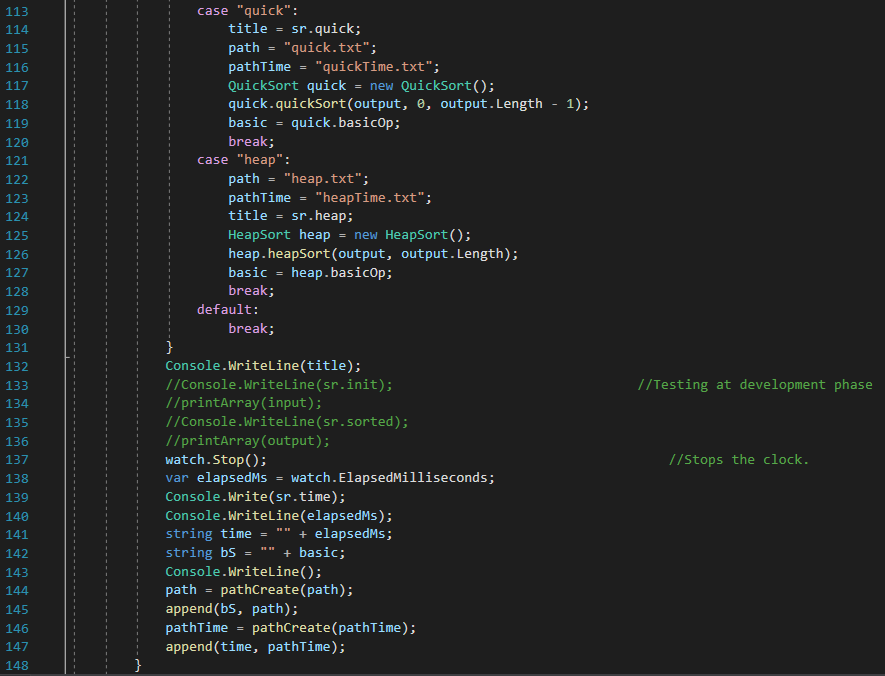 113 case "quick":
114 title = sr.quick;
115 path = "quick.txt";
116 pathTime = "quickTime.txt";
117 QuickSort quick = new QuickSort();
118 quick.quickSort(output, 0, output.Length - 1);
119 basic = quick.basicOp;
120 break;
121 case "heap":
122 path = "heap.txt";
123 pathTime = "heapTime.txt";
124 title = sr.heap;
125 HeapSort heap = new HeapSort();
126 heap.heapSort(output, output.Length);
127 basic = heap.basicOp;
128 break;
129 default:
130 break;
131 }
132 Console.WriteLine(title);
133 //Console.WriteLine(sr.init); //Testing at development phase
134 //printArray(input);
135 //Console.WriteLine(sr.sorted);
136 //printArray(output);
137 watch.Stop(); //Stops the clock.
138 var elapsedMs = watch.ElapsedMilliseconds;
139 Console.Write(sr.time);
140 Console.WriteLine(elapsedMs);
141 string time = "" + elapsedMs;
142 string bS = "" + basic;
143 Console.WriteLine();
144 path = pathCreate(path);
145 append(bS, path);
146 pathTime = pathCreate(pathTime);
147 append(time, pathTime);
148 }